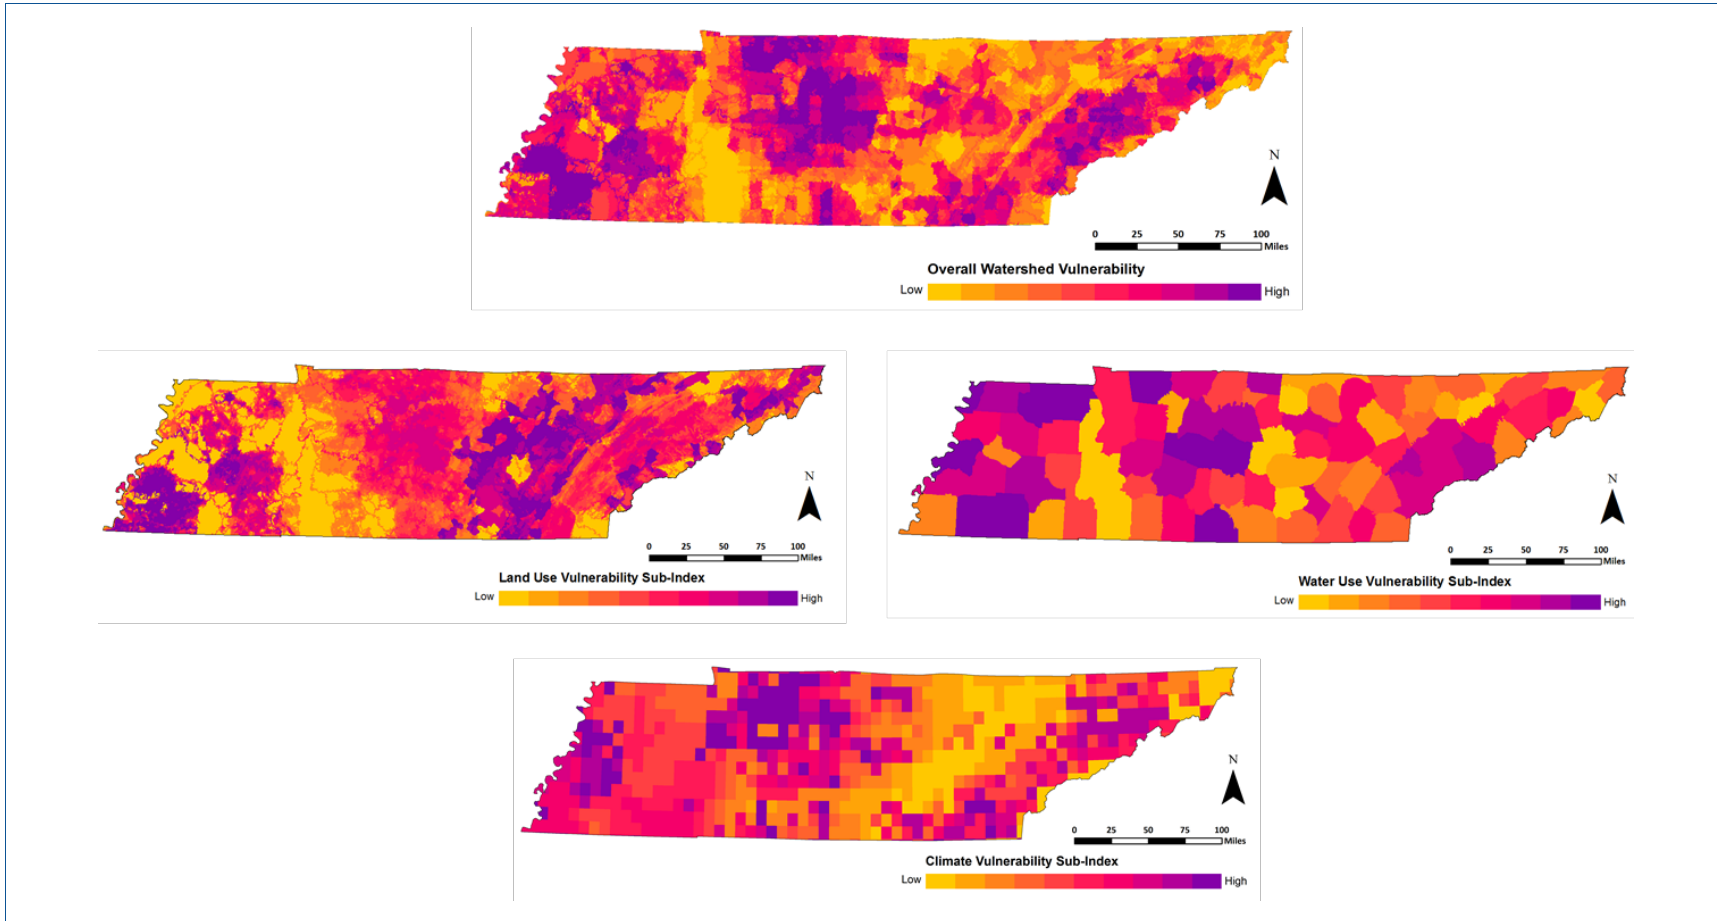 N
0 25 50 75 100
Miles
Overall Watershed Vulnerability
Low High
N
0 25 50 75 100
Miles
Land Use Vulnerability Sub-Index
Low High
N
0 25 50 75 100
Miles
Water Use Vulnerability Sub-Index
Low High
N
0 25 50 75 100
Miles
Climate Vulnerability Sub-Index
Low High